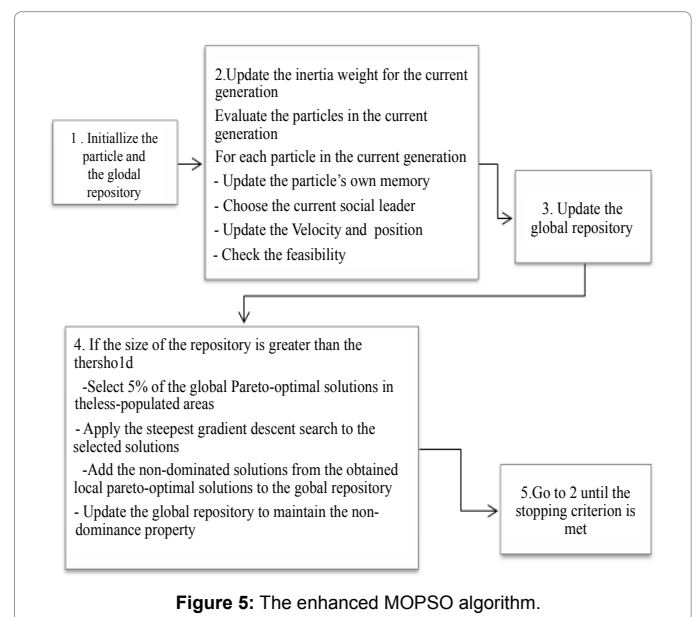 1 . Initiallize the
particle and
the glodal
repository
2.Update the inertia weight for the current
generation
Evaluate the particles in the current
generation
For each particle in the current generation
- Update the particle's own memory
- Choose the current social leader
- Update the Velocity and position
- Check the feasibility
3. Update the
global repository
4. If the size of the repository is greater than the
thersho1d
-Select 5% of the global Pareto-optimal solutions in
theless-populated areas
- Apply the steepest gradient descent search to the
selected solutions
-Add the non-dominated solutions from the obtained
local pareto-optimal solutions to the gobal repository
- Update the global repository to maintain the non-
dominance property
5.Go to 2 until the
stopping criterion is
met
Figure 5: The enhanced MOPSO algorithm.